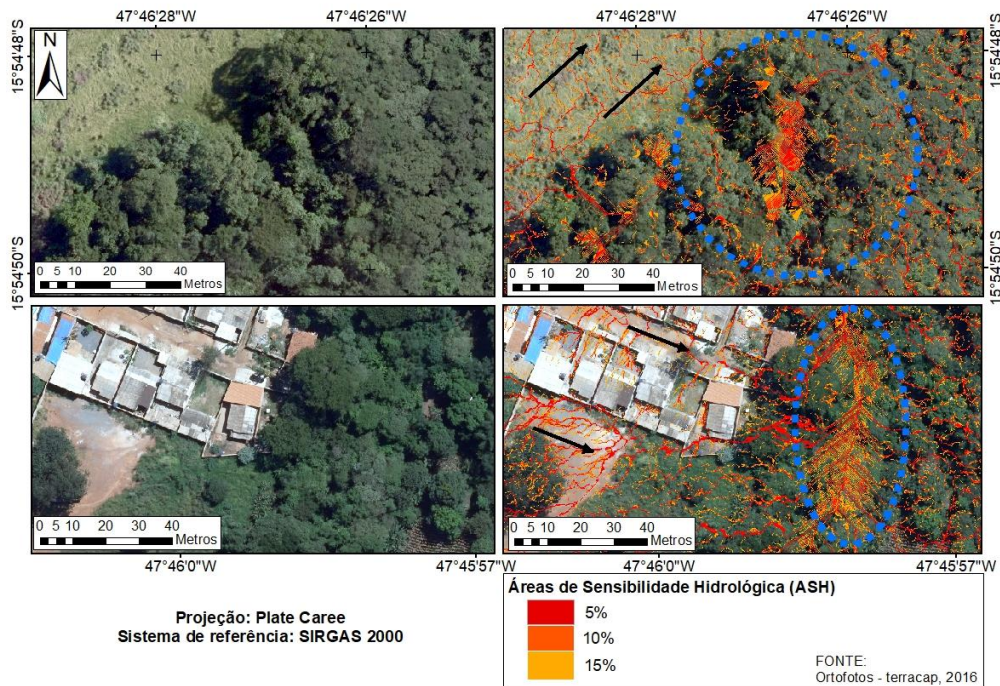 47°46'28"W 47°46'26"W 47°46'28"W 47°46'26"W
15°54'48"S
15°54'48"S
N
15°54'50"S
15°54'50"S
0 5 10 20 30 40
Metros
0 5 10 20 30 40
Metros
0 5 10 20 30 40
Metros
0 5 10 20 30 40
Metros
47°46'0"W 47°45'57"W 47°46'0"W 47°45'57"W
Projeção: Plate Caree
Sistema de referência: SIRGAS 2000
Áreas de Sensibilidade Hidrológica (ASH)
5%
10%
15%
FONTE:
Ortofotos - terracap, 2016